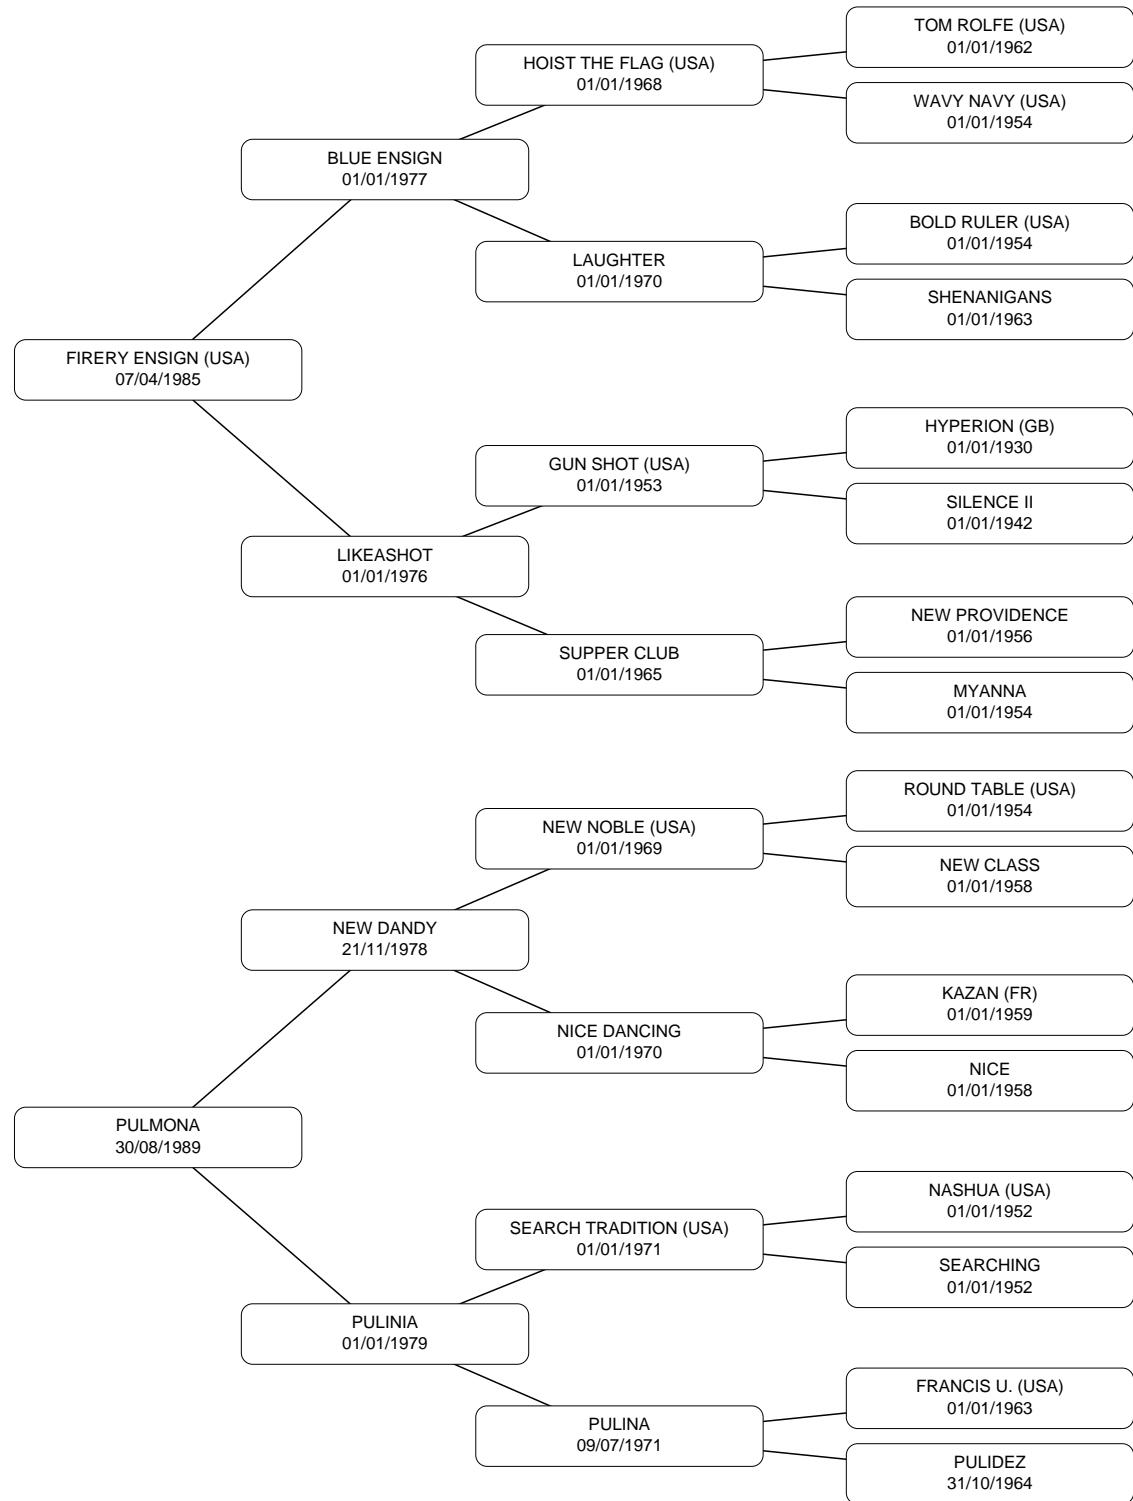 TOM ROLFE (USA)
01/01/1962
HOIST THE FLAG (USA)
01/01/1968
WAVY NAVY (USA)
01/01/1954
BLUE ENSIGN
01/01/1977
BOLD RULER (USA)
01/01/1954
LAUGHTER
01/01/1970
SHENANIGANS
01/01/1963
FIRERY ENSIGN (USA)
07/04/1985
HYPERION (GB)
01/01/1930
GUN SHOT (USA)
01/01/1953
SILENCE II
01/01/1942
LIKEASHOT
01/01/1976
NEW PROVIDENCE
01/01/1956
SUPPER CLUB
01/01/1965
MYANNA
01/01/1954
ROUND TABLE (USA)
01/01/1954
NEW NOBLE (USA)
01/01/1969
NEW CLASS
01/01/1958
NEW DANDY
21/11/1978
KAZAN (FR)
01/01/1959
NICE DANCING
01/01/1970
NICE
01/01/1958
PULMONA
30/08/1989
NASHUA (USA)
01/01/1952
SEARCH TRADITION (USA)
01/01/1971
SEARCHING
01/01/1952
PULINIA
01/01/1979
FRANCIS U. (USA)
01/01/1963
PULINA
09/07/1971
PULIDEZ
31/10/1964